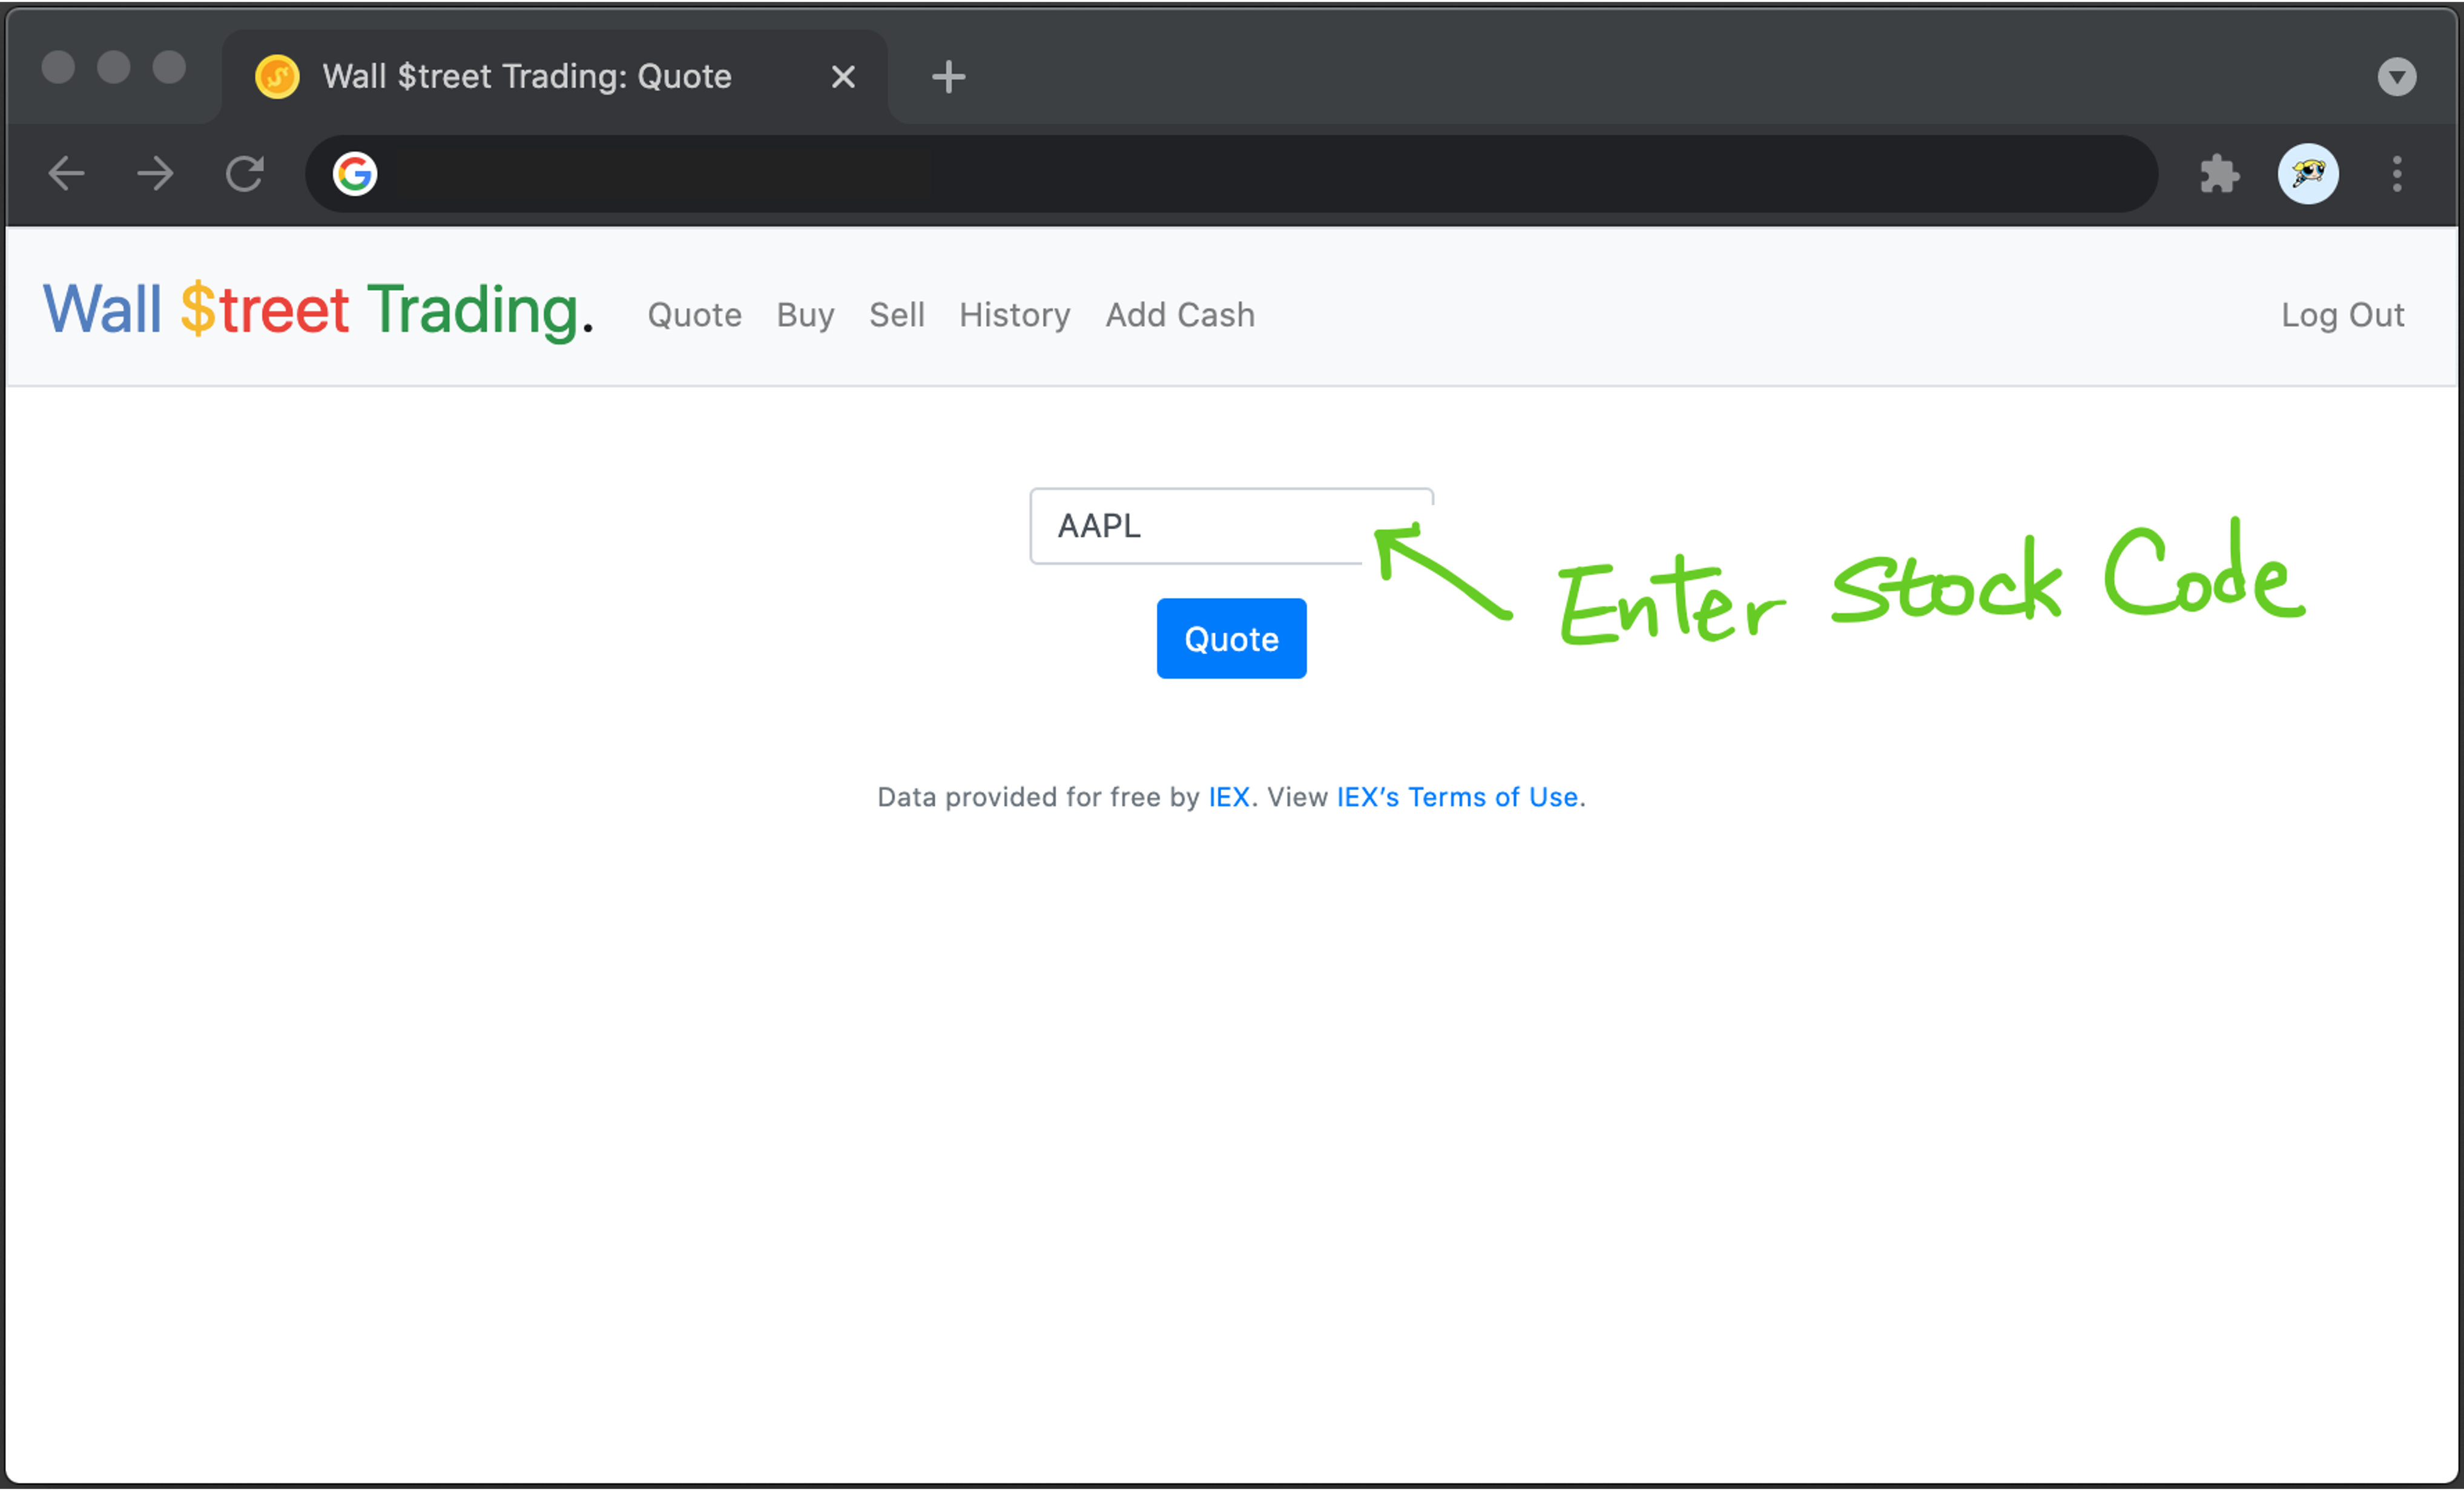 Wall $treet Trading: Quote
Wall $treet Trading. Quote Buy Sell History Add Cash Log Out
AAPL
Enter Stock Code
Quote
Data provided for free by IEX. View IEX’s Terms of Use.